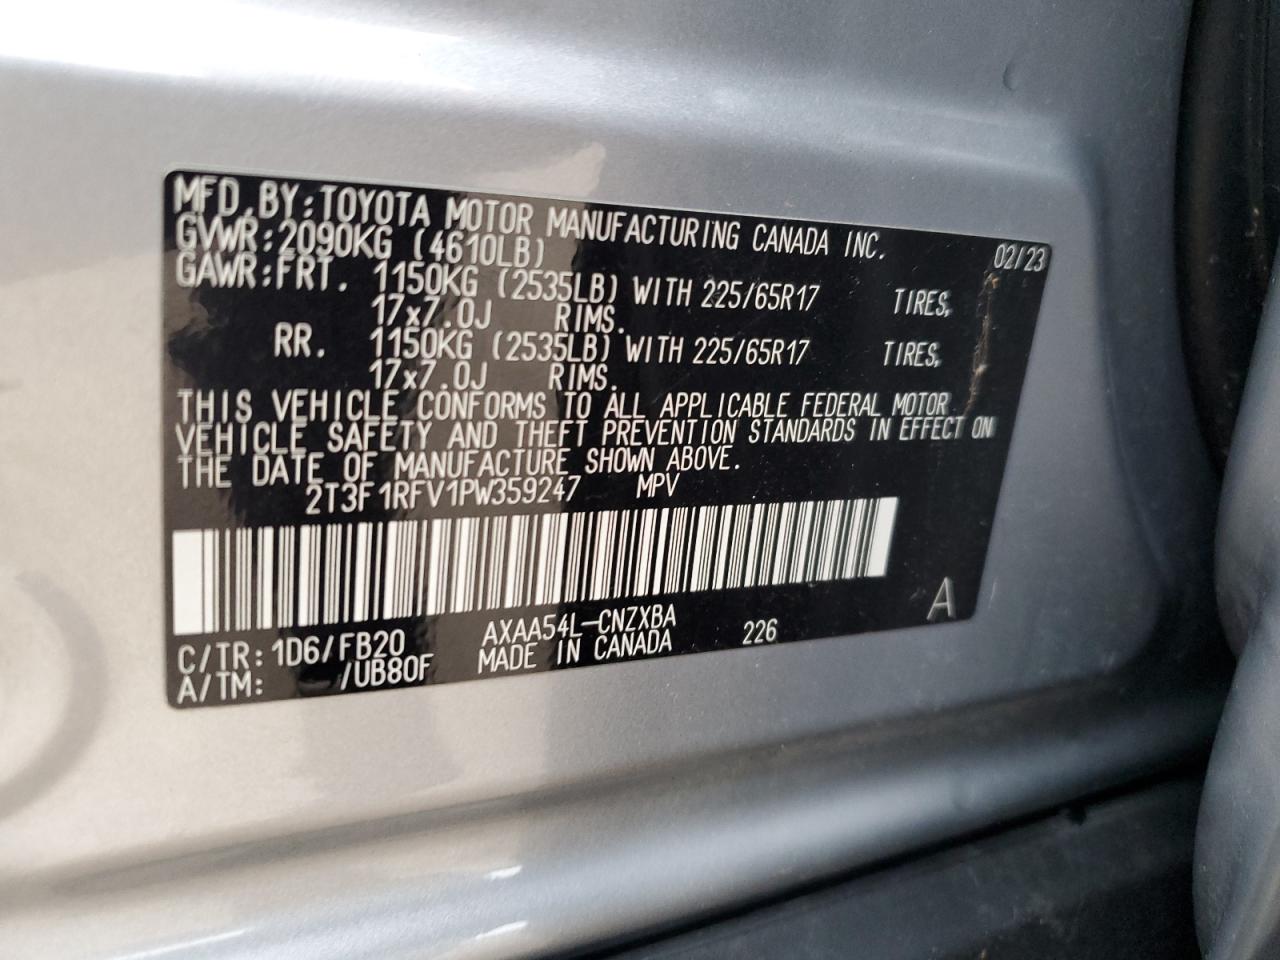 MFD.BY:TOYOTA MOTOR MANUFACTURING CANADA INC. 02/23
GVWR:2090KG (4610LB)
GAWR:FRT. 1150KG (2535LB) WITH 225/65R17 TIRES,
17x7.0J RIMS.
RR. 1150KG (2535LB) WITH 225/65R17 TIRES,
17x7.0J RIMS.
THIS VEHICLE CONFORMS TO ALL APPLICABLE FEDERAL MOTOR
VEHICLE SAFETY AND THEFT PREVENTION STANDARDS IN EFFECT ON
THE DATE OF MANUFACTURE SHOWN ABOVE.
2T3F1RFV1PW359247 MPV
C/TR:1D6/FB20 AXAA54L-CNZXBA 226 A
A/TM: /UB80F MADE IN CANADA